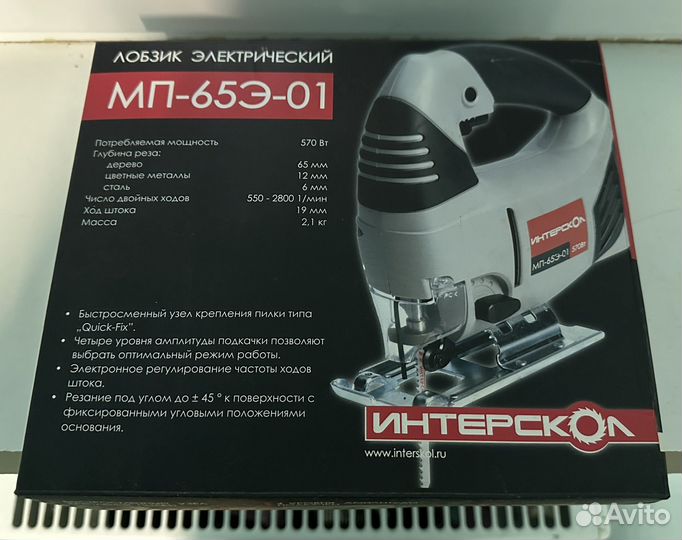 ЛОБЗИК ЭЛЕКТРИЧЕСКИЙ
МП-65Э-01
Потребляемая мощность 570 Вт
Глубина реза:
дерево 65 мм
цветные металлы 12 мм
сталь 6 мм
Число двойных ходов 550 - 2800 1/мин
Ход штока 19 мм
Масса 2,1 кг
• Быстросменный узел крепления пилки типа
„Quick-Fix”.
• Четыре уровня амплитуды подкачки позволяют
выбрать оптимальный режим работы.
• Электронное регулирование частоты ходов
штока.
• Резание под углом до ± 45 ° к поверхности с
фиксированными угловыми положениями
основания.
ИНТЕРСКОЛ
МП-65Э-01 570Вт
ИНТЕРСКОЛ
www.interskol.ru
Avito